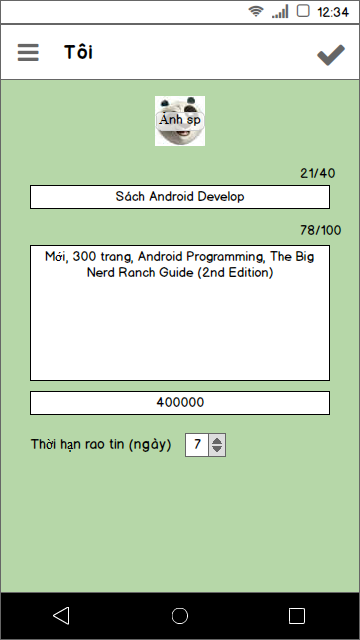 12:34
Tôi
Ảnh sp
21/40
Sách Android Develop
78/100
Mới, 300 trang, Android Programming, The Big
Nerd Ranch Guide (2nd Edition)
400000
Thời hạn rao tin (ngày) 7